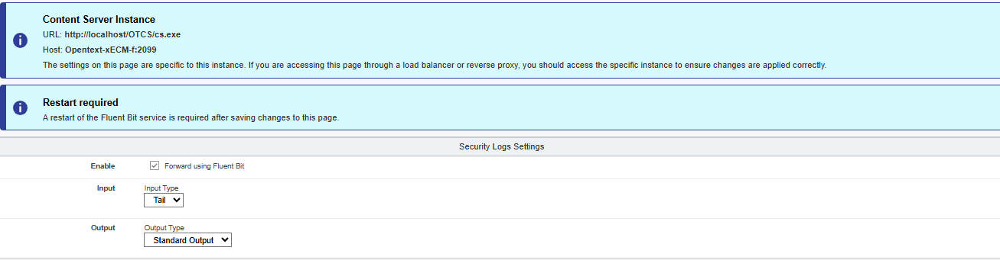 Content Server Instance
URL: http://localhost/OTCS/cs.exe
Host: Opentext-xECM-f:2099
The settings on this page are specific to this instance. If you are accessing this page through a load balancer or reverse proxy, you should access the specific instance to ensure changes are applied correctly.
Restart required
A restart of the Fluent Bit service is required after saving changes to this page.
Security Logs Settings
Enable Forward using Fluent Bit
Input Input Type
Tail
Output Output Type
Standard Output